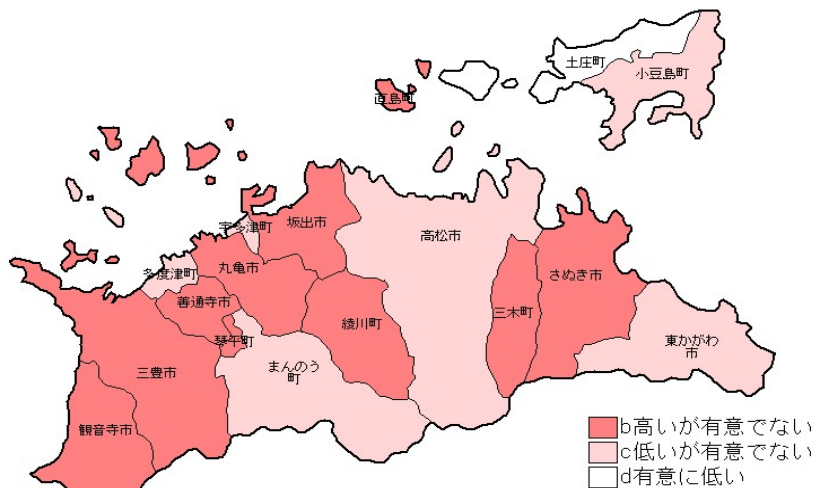 土庄町
小豆島町
直島町
宇多津町
坂出市
高松市
多度津町
丸亀市
さぬき市
善通寺市
三木町
綾川町
琴平町
東かがわ
市
まんのう
町
三豊市
観音寺市
b高いが有意でない
c低いが有意でない
d有意に低い